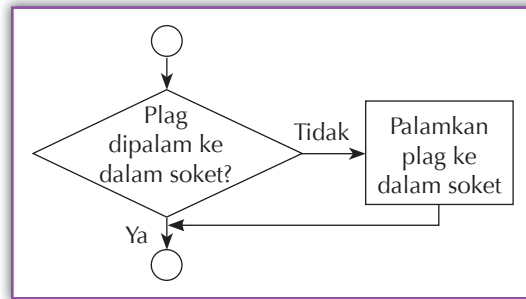 Plag
dipalam ke
dalam soket?
Tidak
Palamkan
plag ke
dalam soket
Ya